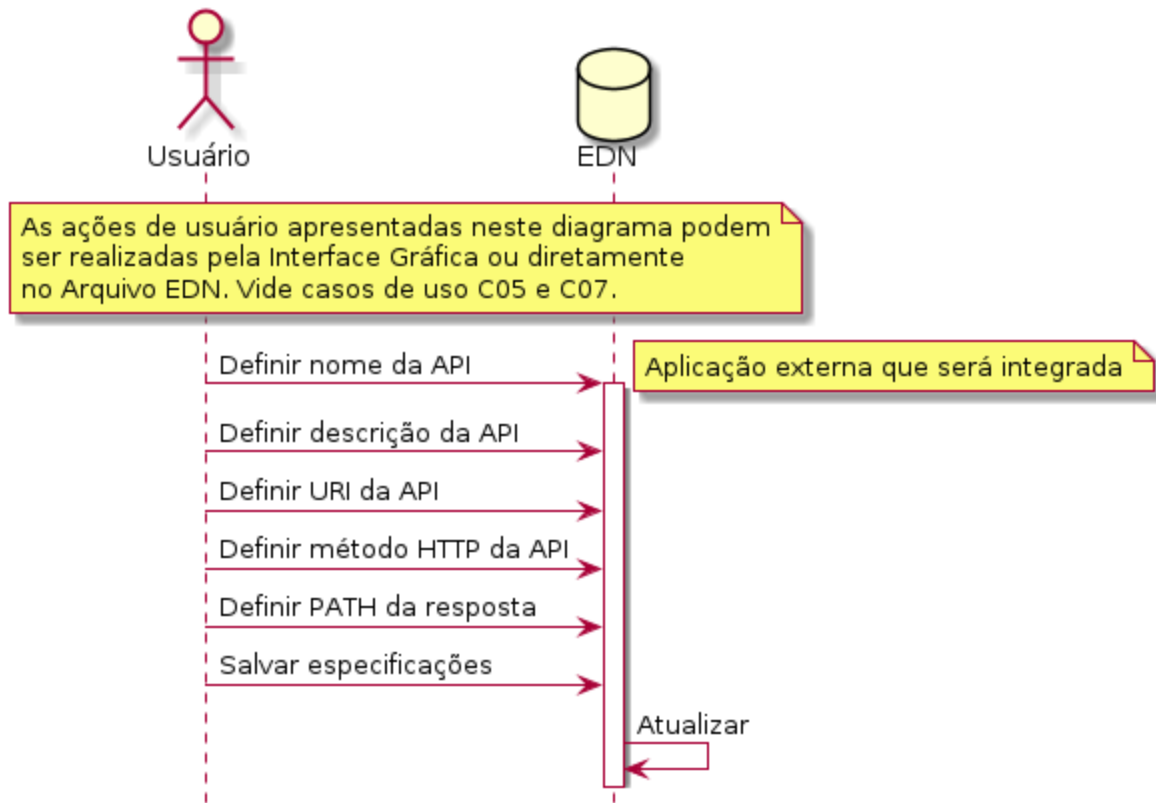 Usuário
EDN
As ações de usuário apresentadas neste diagrama podem
ser realizadas pela Interface Gráfica ou diretamente
no Arquivo EDN. Vide casos de uso C05 e C07.
Definir nome da API
Aplicação externa que será integrada
Definir descrição da API
Definir URI da API
Definir método HTTP da API
Definir PATH da resposta
Salvar especificações
Atualizar